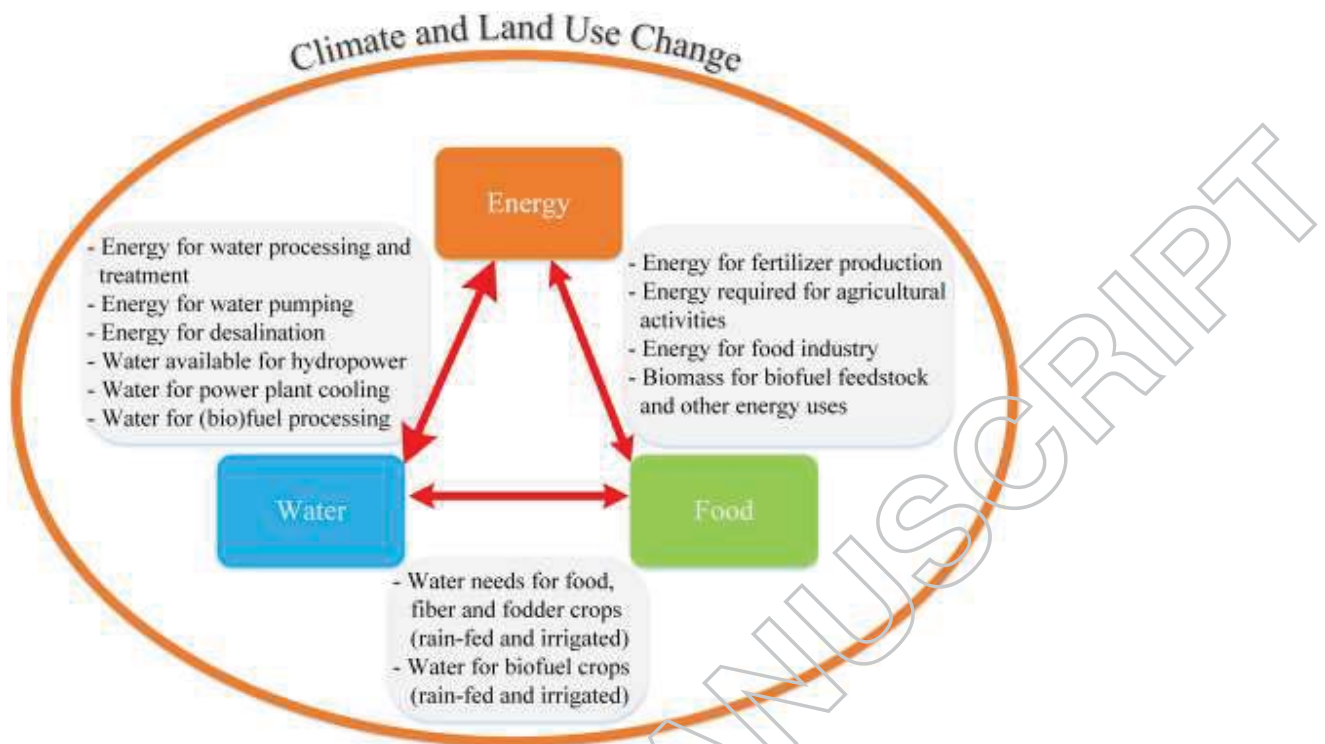 Climate and Land Use Change
Energy
- Energy for water processing and
treatment
- Energy for water pumping
- Energy for desalination
- Water available for hydropower
- Water for power plant cooling
- Water for (bio)fuel processing
- Energy for fertilizer production
- Energy required for agricultural
activities
- Energy for food industry
- Biomass for biofuel feedstock
and other energy uses
Water
Food
- Water needs for food,
fiber and fodder crops
(rain-fed and irrigated)
- Water for biofuel crops
(rain-fed and irrigated)
ANUSCRIPT